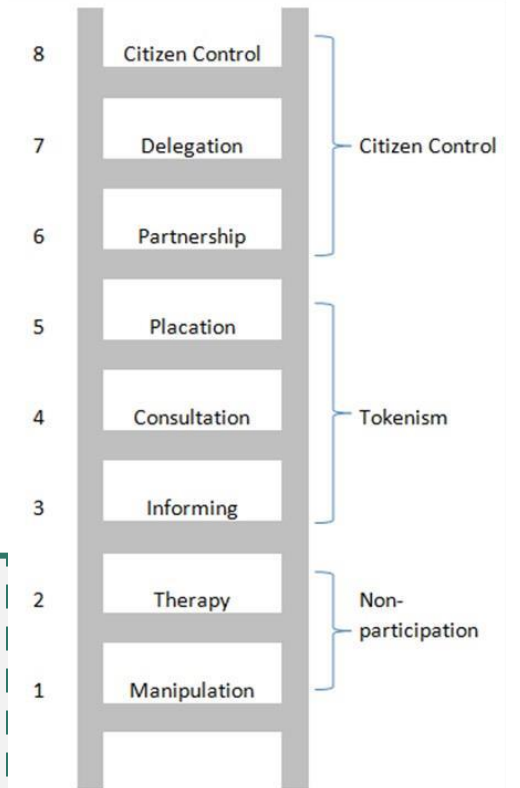 8 Citizen Control
7 Delegation Citizen Control
6 Partnership
5 Placation
4 Consultation Tokenism
3 Informing
2 Therapy Non-
participation
1 Manipulation